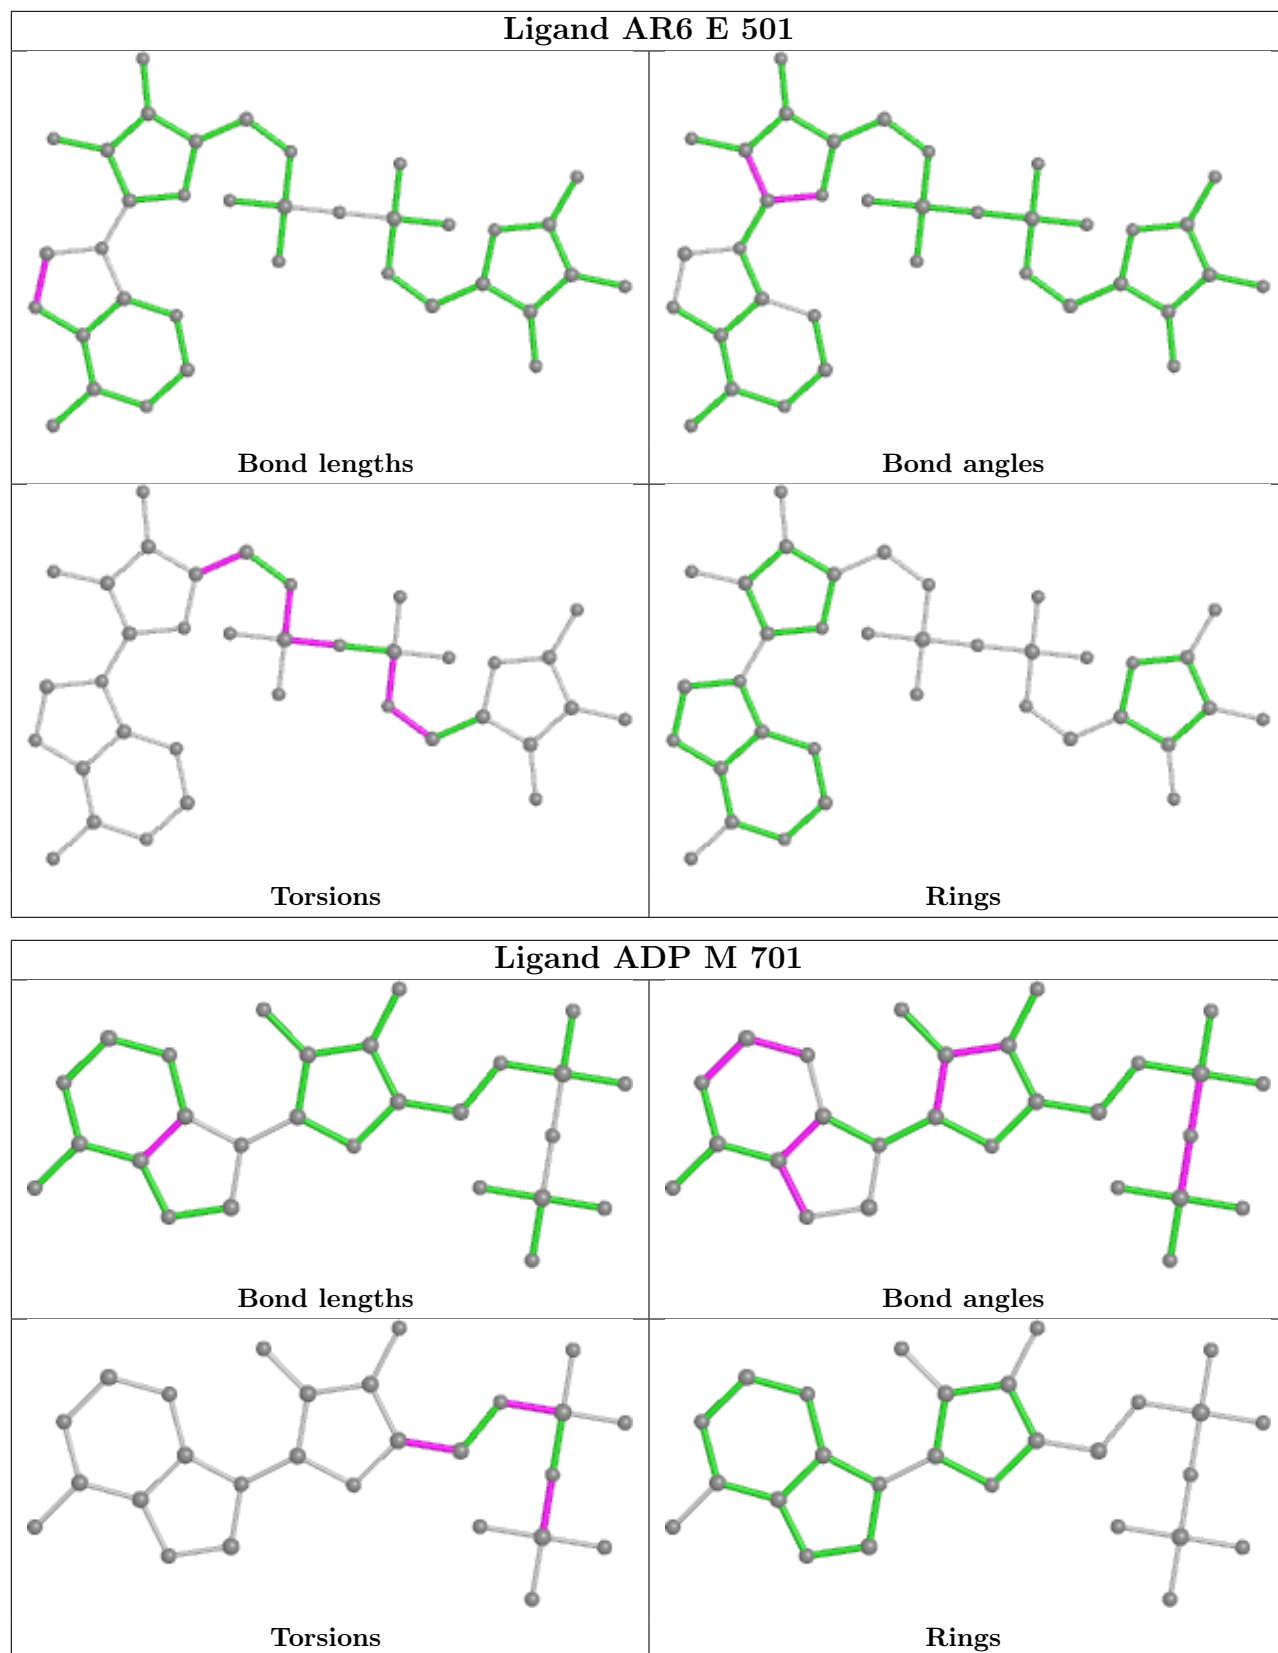 Ligand AR6 E 501
Bond lengths
Bond angles
Torsions
Rings
Ligand ADP M 701
Bond lengths
Bond angles
Torsions
Rings